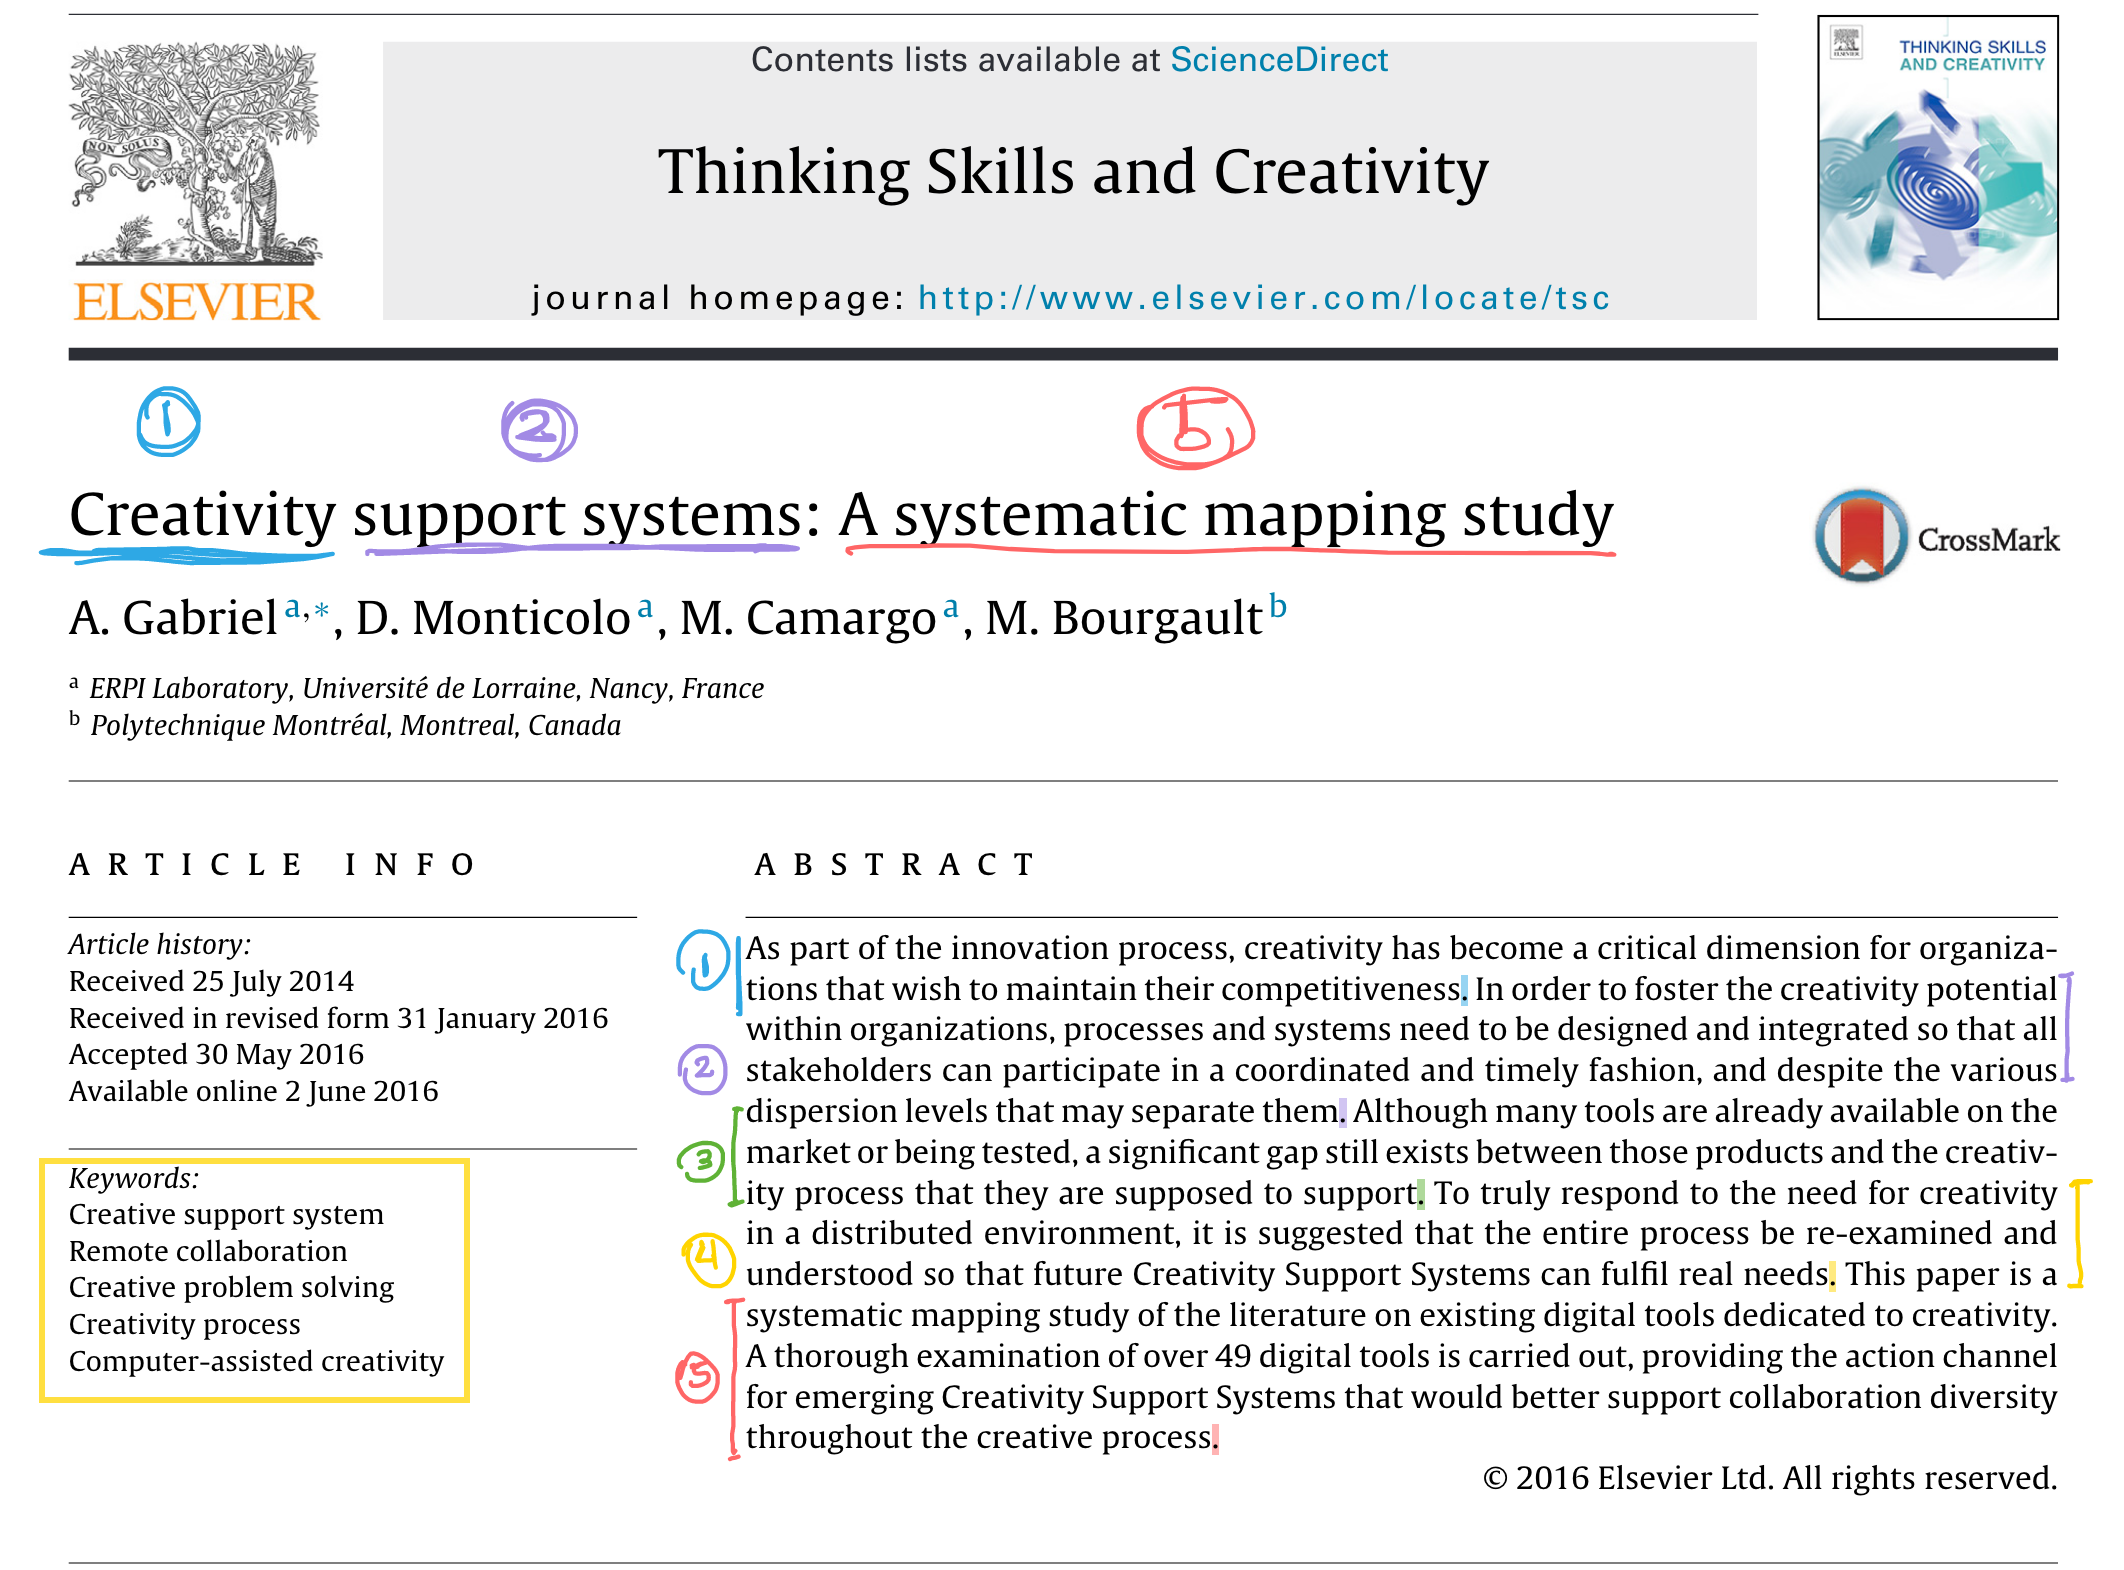 Contents lists available at ScienceDirect
Thinking Skills and Creativity
journal homepage: http://www.elsevier.com/locate/tsc
NON SOLUS
ELSEVIER
ELSEVIER
THINKING SKILLS
AND CREATIVITY
1
2
5
Creativity support systems: A systematic mapping study
CrossMark
A. Gabriel a,*, D. Monticolo a, M. Camargo a, M. Bourgault b
a ERPI Laboratory, Université de Lorraine, Nancy, France
b Polytechnique Montréal, Montreal, Canada
ARTICLE INFO
Article history:
Received 25 July 2014
Received in revised form 31 January 2016
Accepted 30 May 2016
Available online 2 June 2016
Keywords:
Creative support system
Remote collaboration
Creative problem solving
Creativity process
Computer-assisted creativity
ABSTRACT
1
As part of the innovation process, creativity has become a critical dimension for organiza-
tions that wish to maintain their competitiveness. In order to foster the creativity potential
within organizations, processes and systems need to be designed and integrated so that all
2
stakeholders can participate in a coordinated and timely fashion, and despite the various
dispersion levels that may separate them. Although many tools are already available on the
3
market or being tested, a significant gap still exists between those products and the creativ-
ity process that they are supposed to support. To truly respond to the need for creativity
in a distributed environment, it is suggested that the entire process be re-examined and
4
understood so that future Creativity Support Systems can fulfil real needs. This paper is a
systematic mapping study of the literature on existing digital tools dedicated to creativity.
5
A thorough examination of over 49 digital tools is carried out, providing the action channel
for emerging Creativity Support Systems that would better support collaboration diversity
throughout the creative process.
© 2016 Elsevier Ltd. All rights reserved.